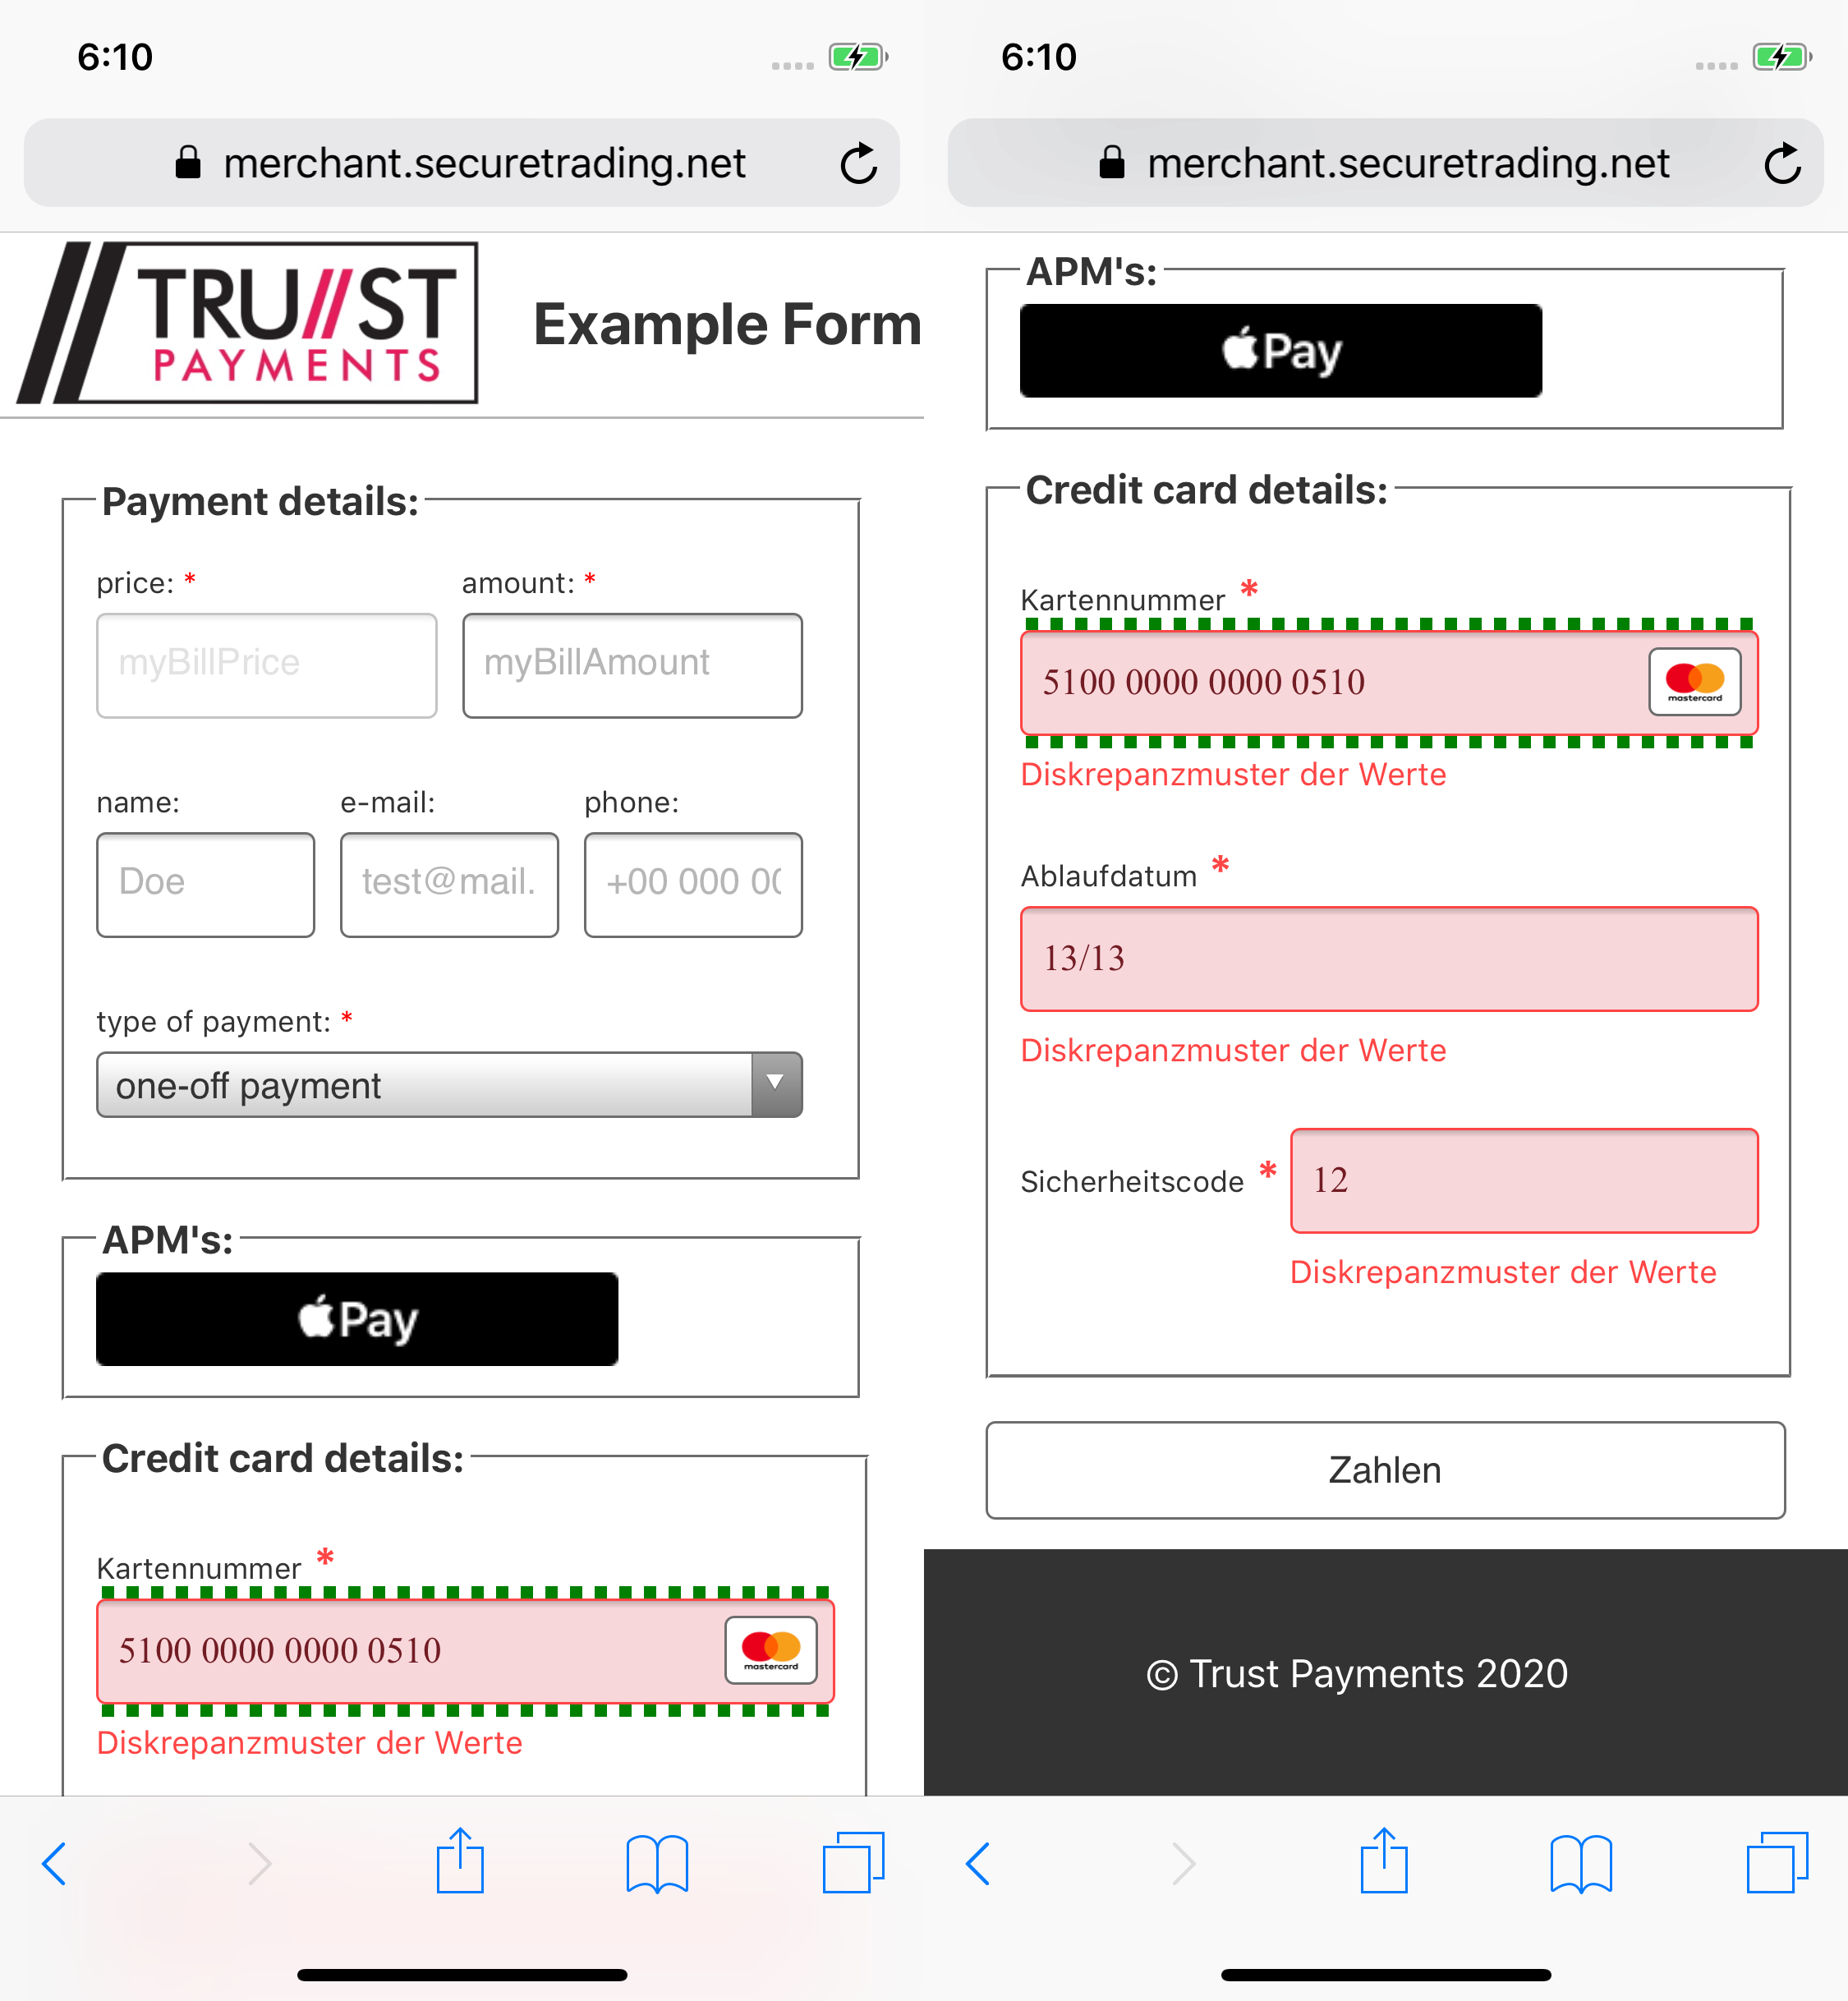 6:10
merchant.securetrading.net
TRU//ST
PAYMENTS
Example Form
Payment details:
price: * amount: *
myBillPrice myBillAmount
name: e-mail: phone:
Doe test@mail. +00 000 00
type of payment: *
one-off payment
APM's:
Pay
Credit card details:
Kartennummer *
5100 0000 0000 0510 mastercard
Diskrepanzmuster der Werte
6:10
merchant.securetrading.net
APM's:
Pay
Credit card details:
Kartennummer *
5100 0000 0000 0510 mastercard
Diskrepanzmuster der Werte
Ablaufdatum *
13/13
Diskrepanzmuster der Werte
Sicherheitscode * 12
Diskrepanzmuster der Werte
Zahlen
© Trust Payments 2020